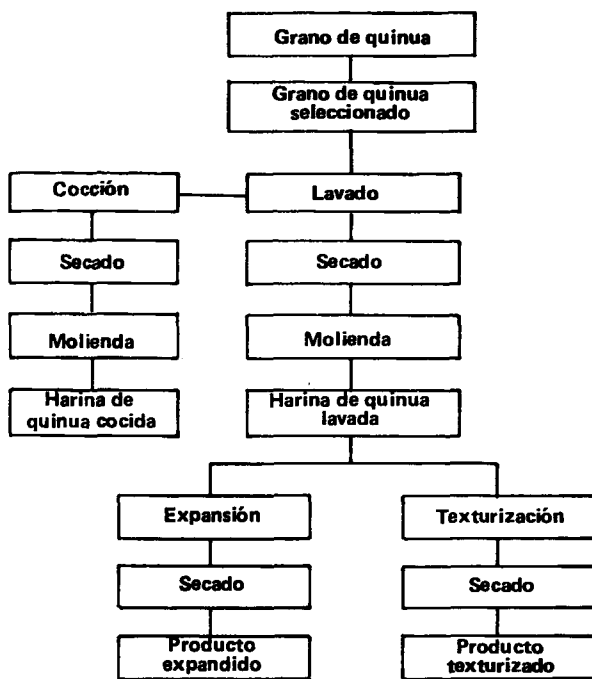 Grano de quinua
Grano de quinua
seleccionado
Cocción
Lavado
Secado
Secado
Molienda
Molienda
Harina de
quinua cocida
Harina de quinua
lavada
Expansión
Texturización
Secado
Secado
Producto
expandido
Producto
texturizado